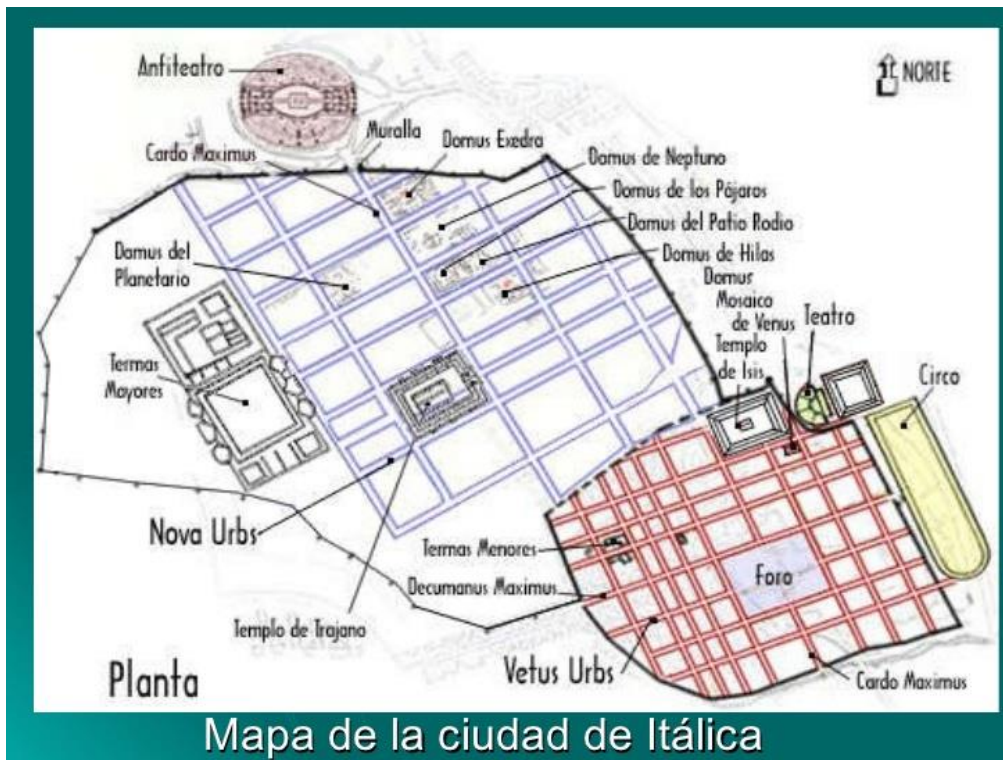 Anfiteatro
NORTE
Muralla
Cardo Maximus
Domus Exedra
Domus de Neptuno
Domus de los Pájaros
Domus del Patio Rodio
Domus de Hilas
Domus del
Planetario
Domus
Mosaico
de Venus
Teatro
Templo
de Isis
Circo
Termas
Mayores
Nova Urbs
Termas Menores
Decumanus Maximus
Foro
Templo de Trajano
Vetus Urbs
Cardo Maximus
Planta
Mapa de la ciudad de Itálica